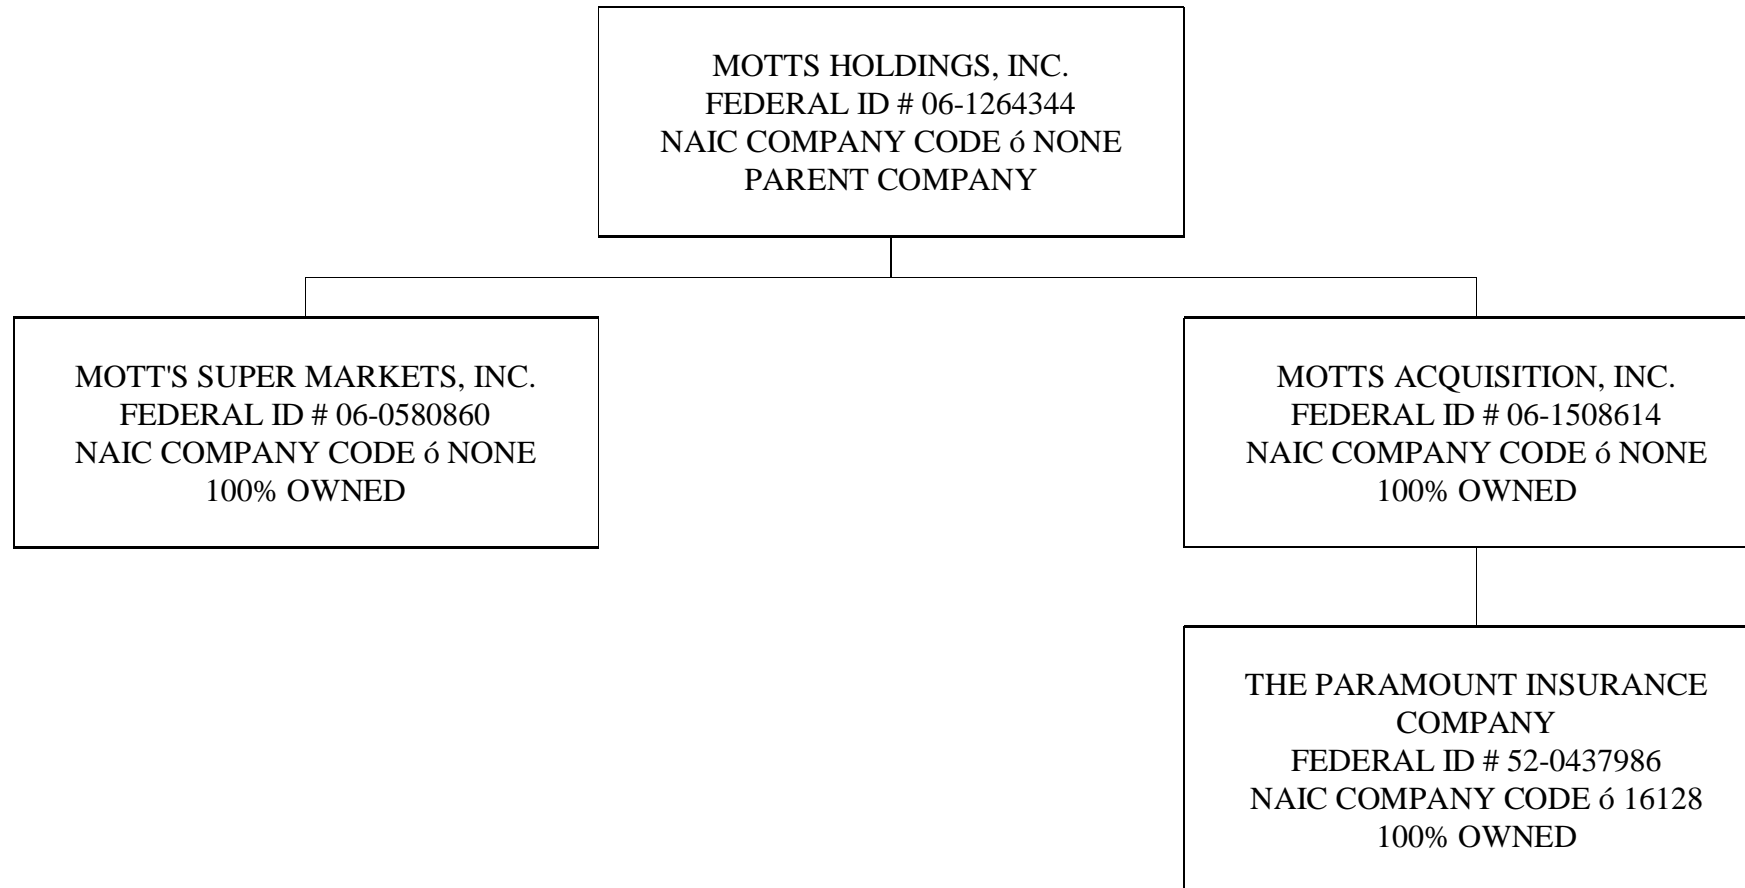 MOTTS HOLDINGS, INC.
FEDERAL ID # 06-1264344
NAIC COMPANY CODE ó NONE
PARENT COMPANY
MOTT'S SUPER MARKETS, INC.
FEDERAL ID # 06-0580860
NAIC COMPANY CODE ó NONE
100% OWNED
MOTTS ACQUISITION, INC.
FEDERAL ID # 06-1508614
NAIC COMPANY CODE ó NONE
100% OWNED
THE PARAMOUNT INSURANCE
COMPANY
FEDERAL ID # 52-0437986
NAIC COMPANY CODE ó 16128
100% OWNED